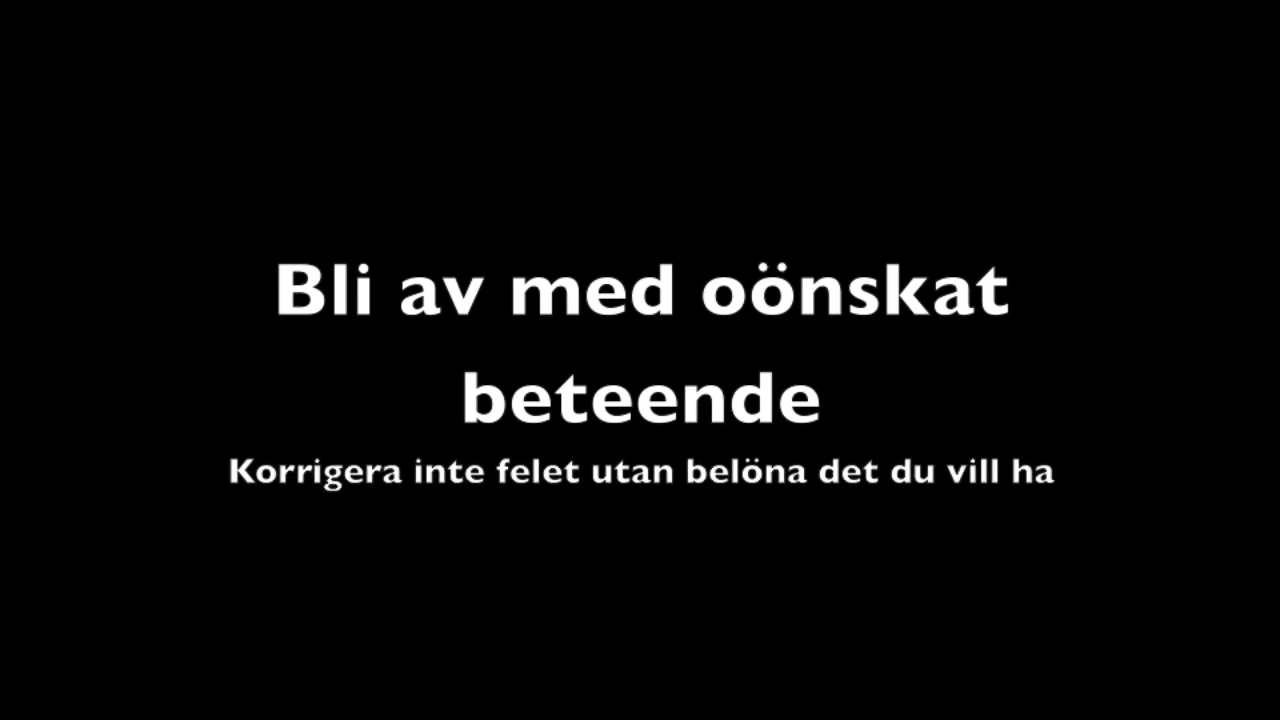 Bli av med oönskat
beteende
Korrigera inte felet utan belöna det du vill ha